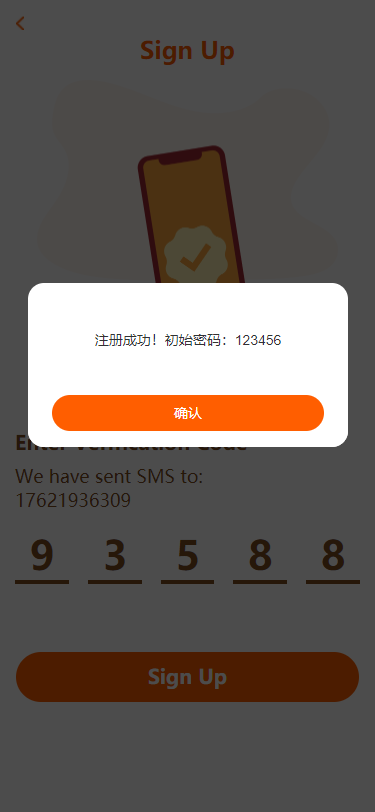 Sign Up
注册成功！初始密码：123456
确认
Enter Verification Code
We have sent SMS to:
17621936309
9 3 5 8 8
Sign Up